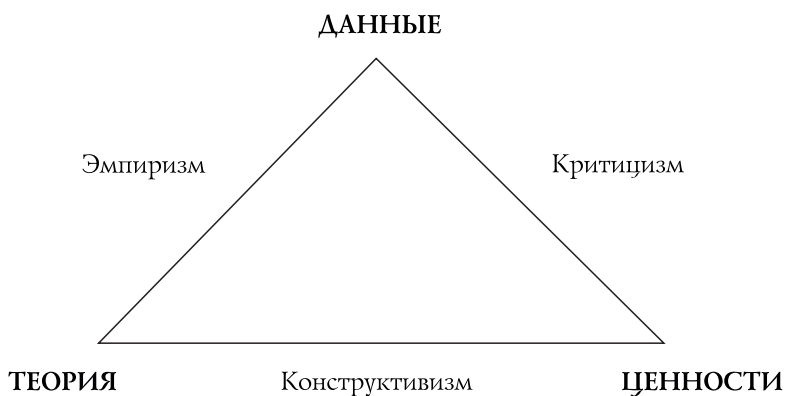 ДАННЫЕ
Эмпиризм
Критицизм
ТЕОРИЯ
Конструктивизм
ЦЕННОСТИ